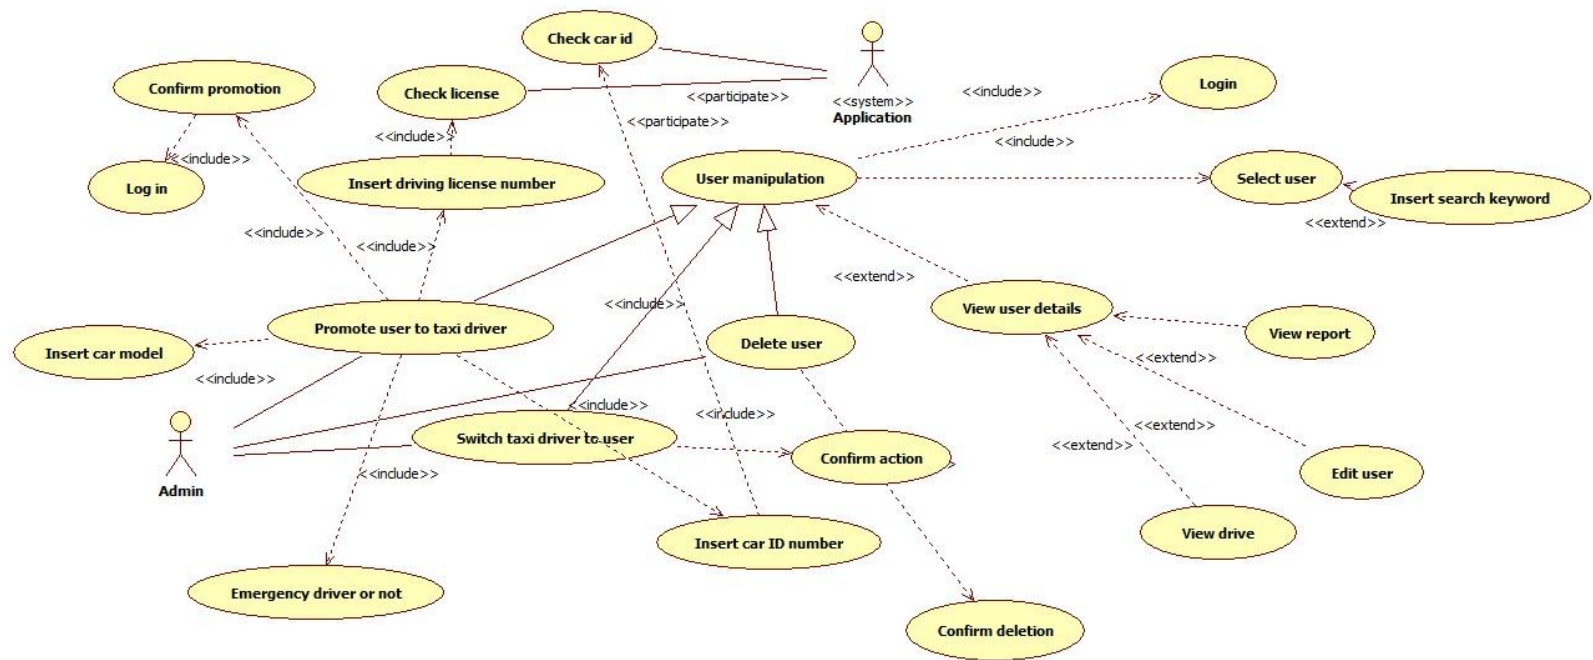 Check car id
Confirm promotion
Check license
<<participate>>
<<participate>>
<<system>>
Application
<<include>>
Login
<<include>>
<<include>>
<<include>>
Log in
Insert driving license number
User manipulation
Select user
Insert search keyword
<<extend>>
<<include>>
<<include>>
<<extend>>
<<include>>
View user details
Promote user to taxi driver
Delete user
View report
Insert car model
<<extend>>
<<include>>
<<include>>
<<include>>
<<extend>>
Switch taxi driver to user
<<extend>>
Confirm action
<<include>>
Edit user
Admin
View drive
Insert car ID number
Emergency driver or not
Confirm deletion